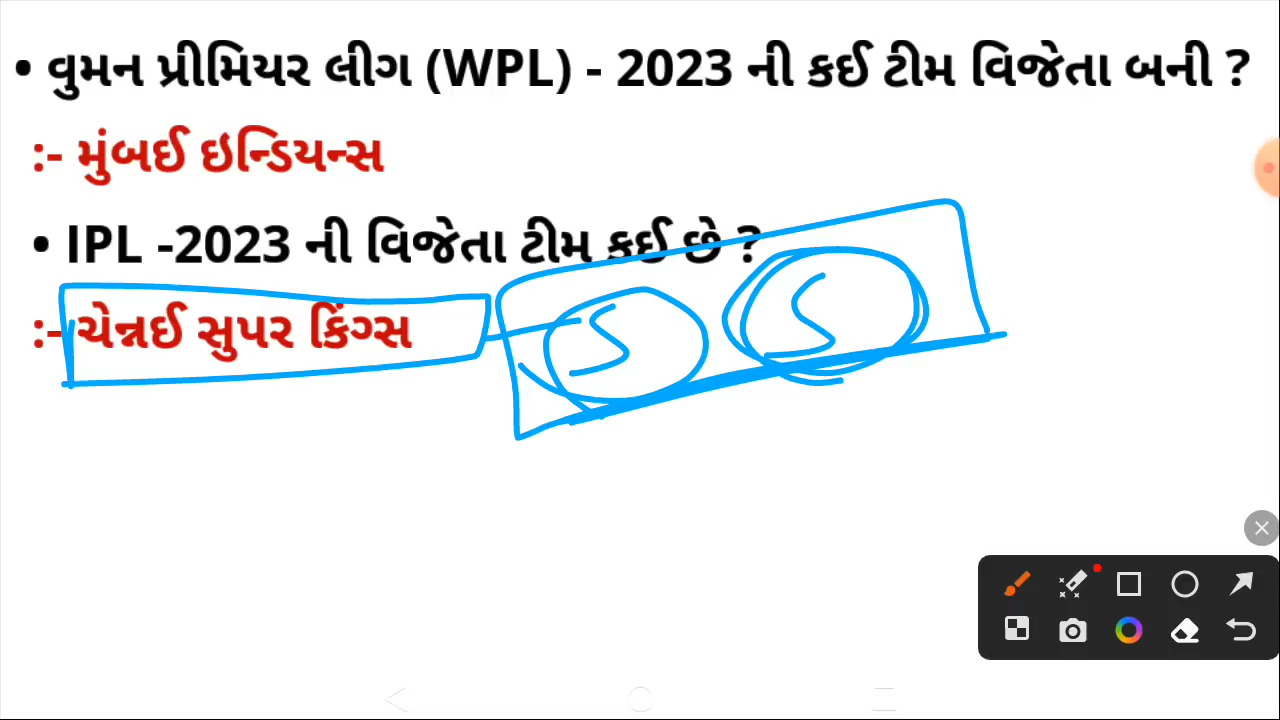 • વુમન પ્રીમિયર લીગ (WPL) - 2023 ની કઈ ટીમ વિજેતા બની ?
:- મુંબઈ ઇન્ડિયન્સ
• IPL -2023 ની વિજેતા ટીમ કઈ છે ?
:- ચેન્નઈ સુપર કિંગ્સ S S